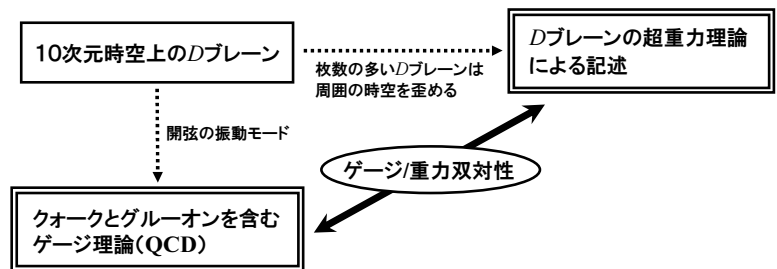 10次元時空上のDブレーン
枚数の多いDブレーンは
周囲の時空を歪める
Dブレーンの超重力理論
による記述
開弦の振動モード
ゲージ/重力双対性
クォークとグルーオンを含む
ゲージ理論(QCD)